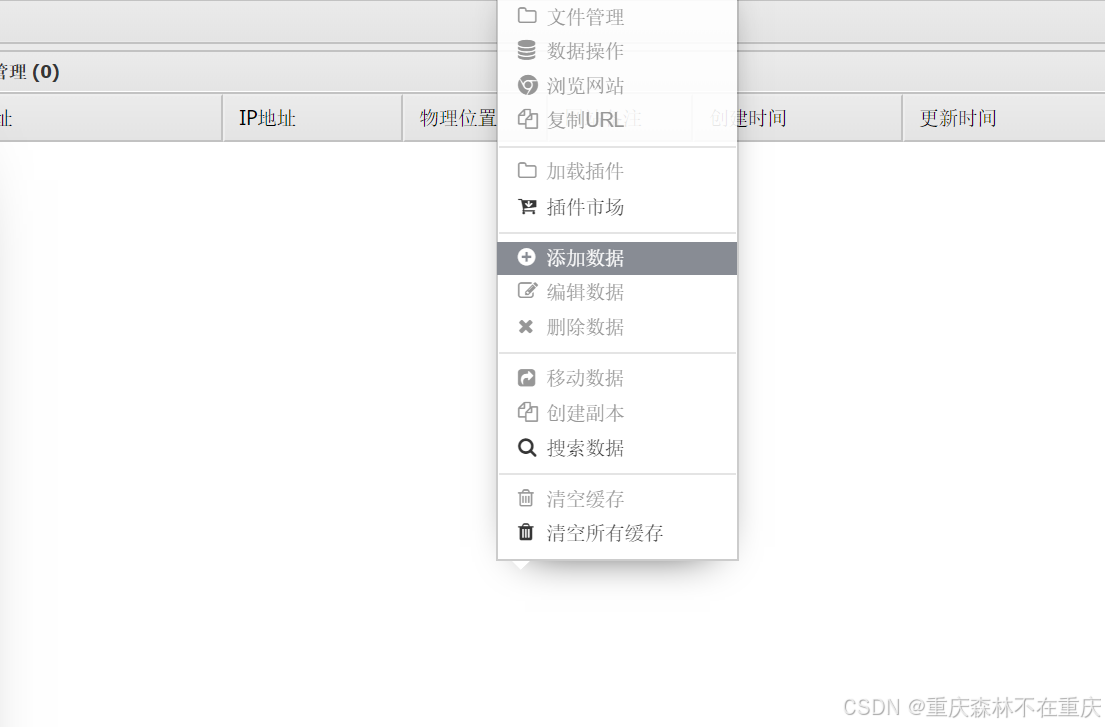 文件管理
数据操作
管理 (0)
浏览网站
址
IP地址
物理位置
复制URL
创建时间
更新时间
加载插件
插件市场
添加数据
编辑数据
删除数据
移动数据
创建副本
搜索数据
清空缓存
清空所有缓存
CSDN @重庆森林不在重庆